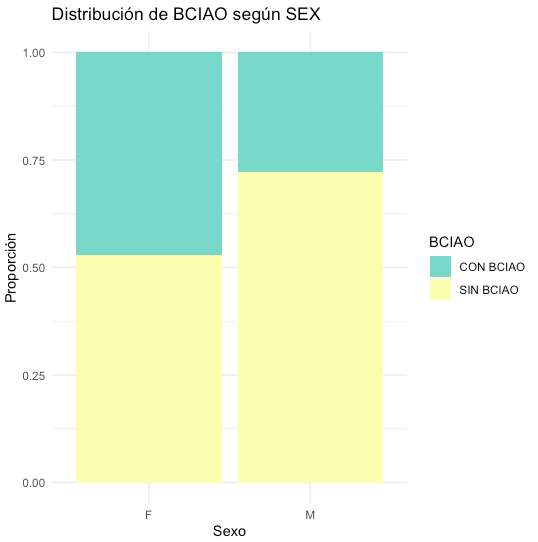 Distribución de BCIAO según SEX
1.00
0.75
0.50
0.25
0.00
Proporción
F
M
Sexo
BCIAO
CON BCIAO
SIN BCIAO